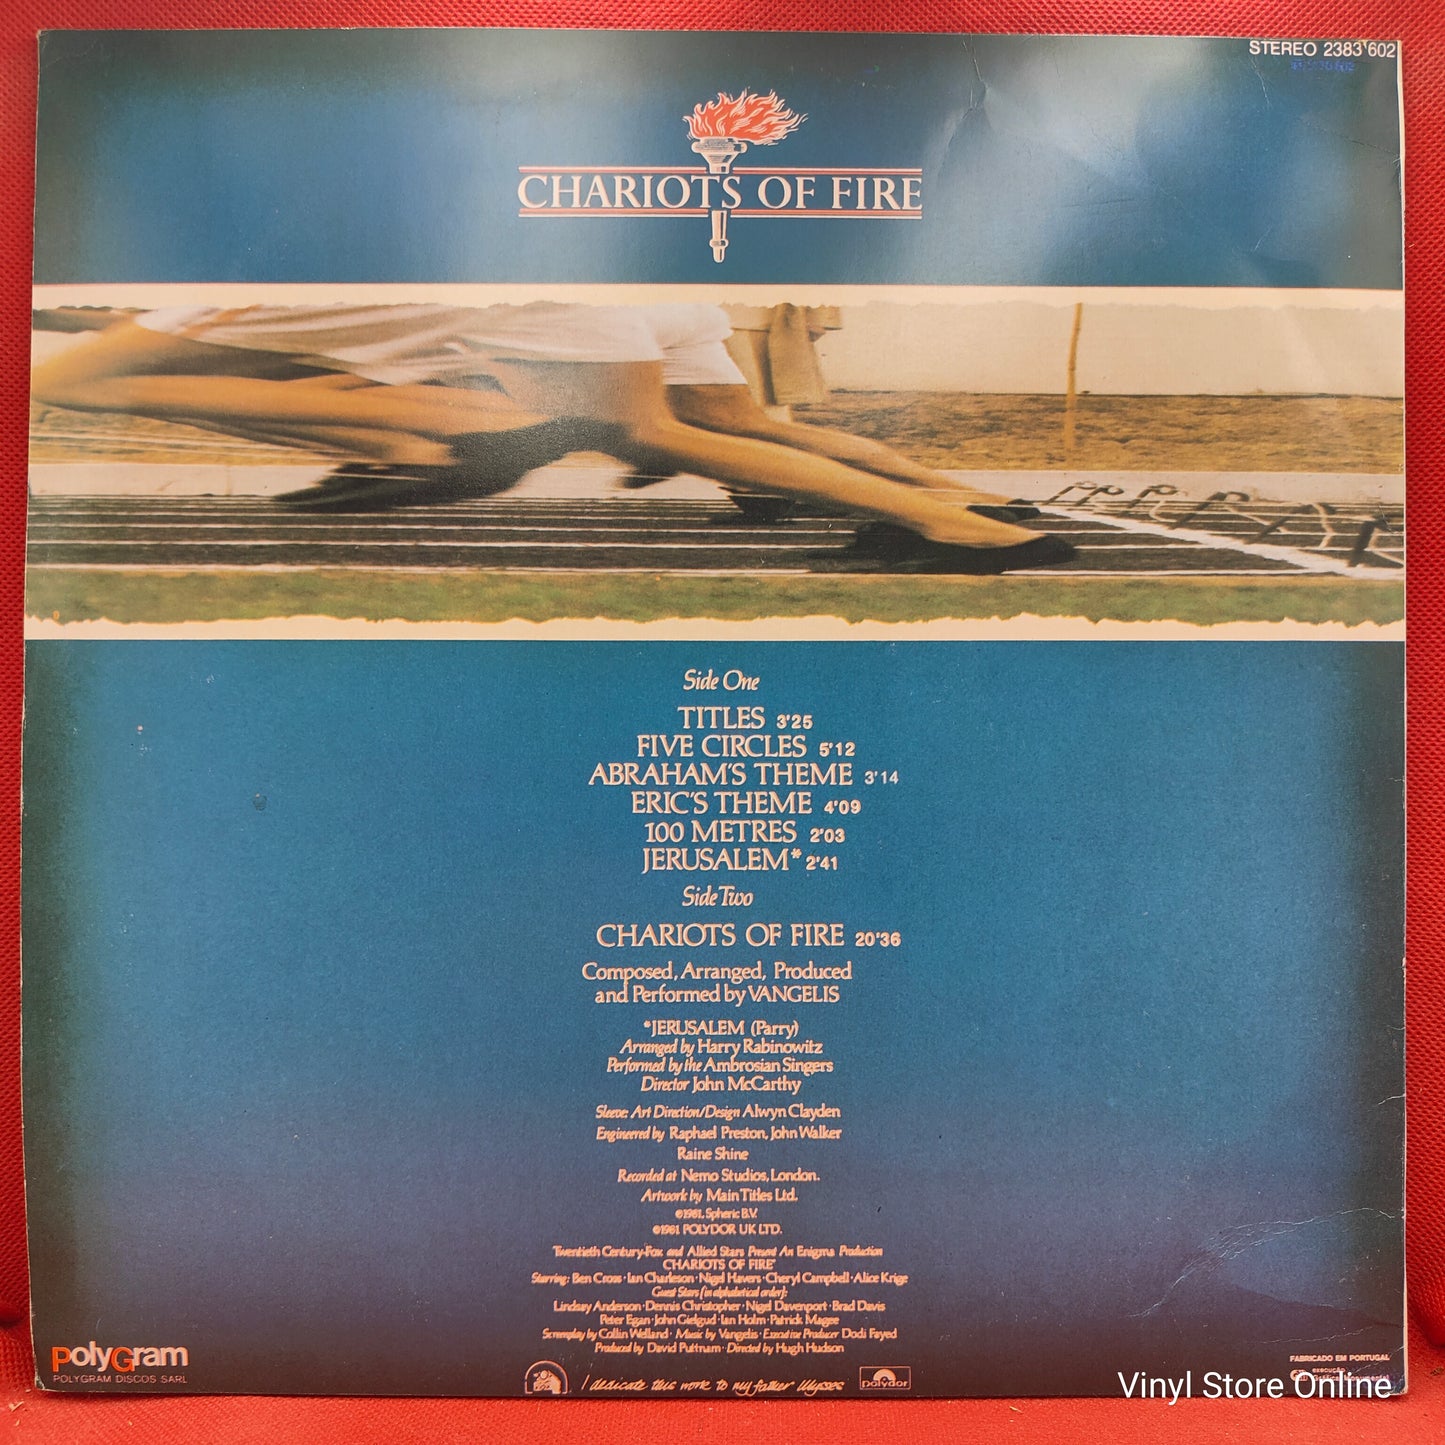 STEREO 2383 602
CHARIOTS OF FIRE
Side One
TITLES 3'25
FIVE CIRCLES 5'12
ABRAHAM'S THEME 3'14
ERIC'S THEME 4'09
100 METRES 2'03
JERUSALEM* 2'41
Side Two
CHARIOTS OF FIRE 20'36
Composed, Arranged, Produced
and Performed by VANGELIS
*JERUSALEM (Parry)
Arranged by Harry Rabinowitz
Performed by the Ambrosian Singers
Director John McCarthy
Sleeve: Art Direction/Design Alwyn Clayden
Engineered by Raphael Preston, John Walker
Raine Shine
Recorded at Nemo Studios, London.
Artwork by Main Titles Ltd.
℗1981. Spheric B.V.
©1981 POLYDOR UK LTD.
Twentieth Century-Fox and Allied Stars Present An Enigma Production
CHARIOTS OF FIRE"
Starring: Ben Cross · Ian Charleson · Nigel Havers · Cheryl Campbell · Alice Krige
Guest Stars (in alphabetical order):
Lindsay Anderson · Dennis Christopher · Nigel Davenport · Brad Davis
Peter Egan · John Gielgud · Ian Holm · Patrick Magee
Screenplay by Collin Welland · Music by Vangelis · Executive Producer Dodi Fayed
Produced by David Puttnam · Directed by Hugh Hudson
I dedicate this work to my father Ulysses
polydor
PolyGram
POLYGRAM DISCOS SARL
FABRICADO EM PORTUGAL
execução
Gráfica Monumental
Vinyl Store Online